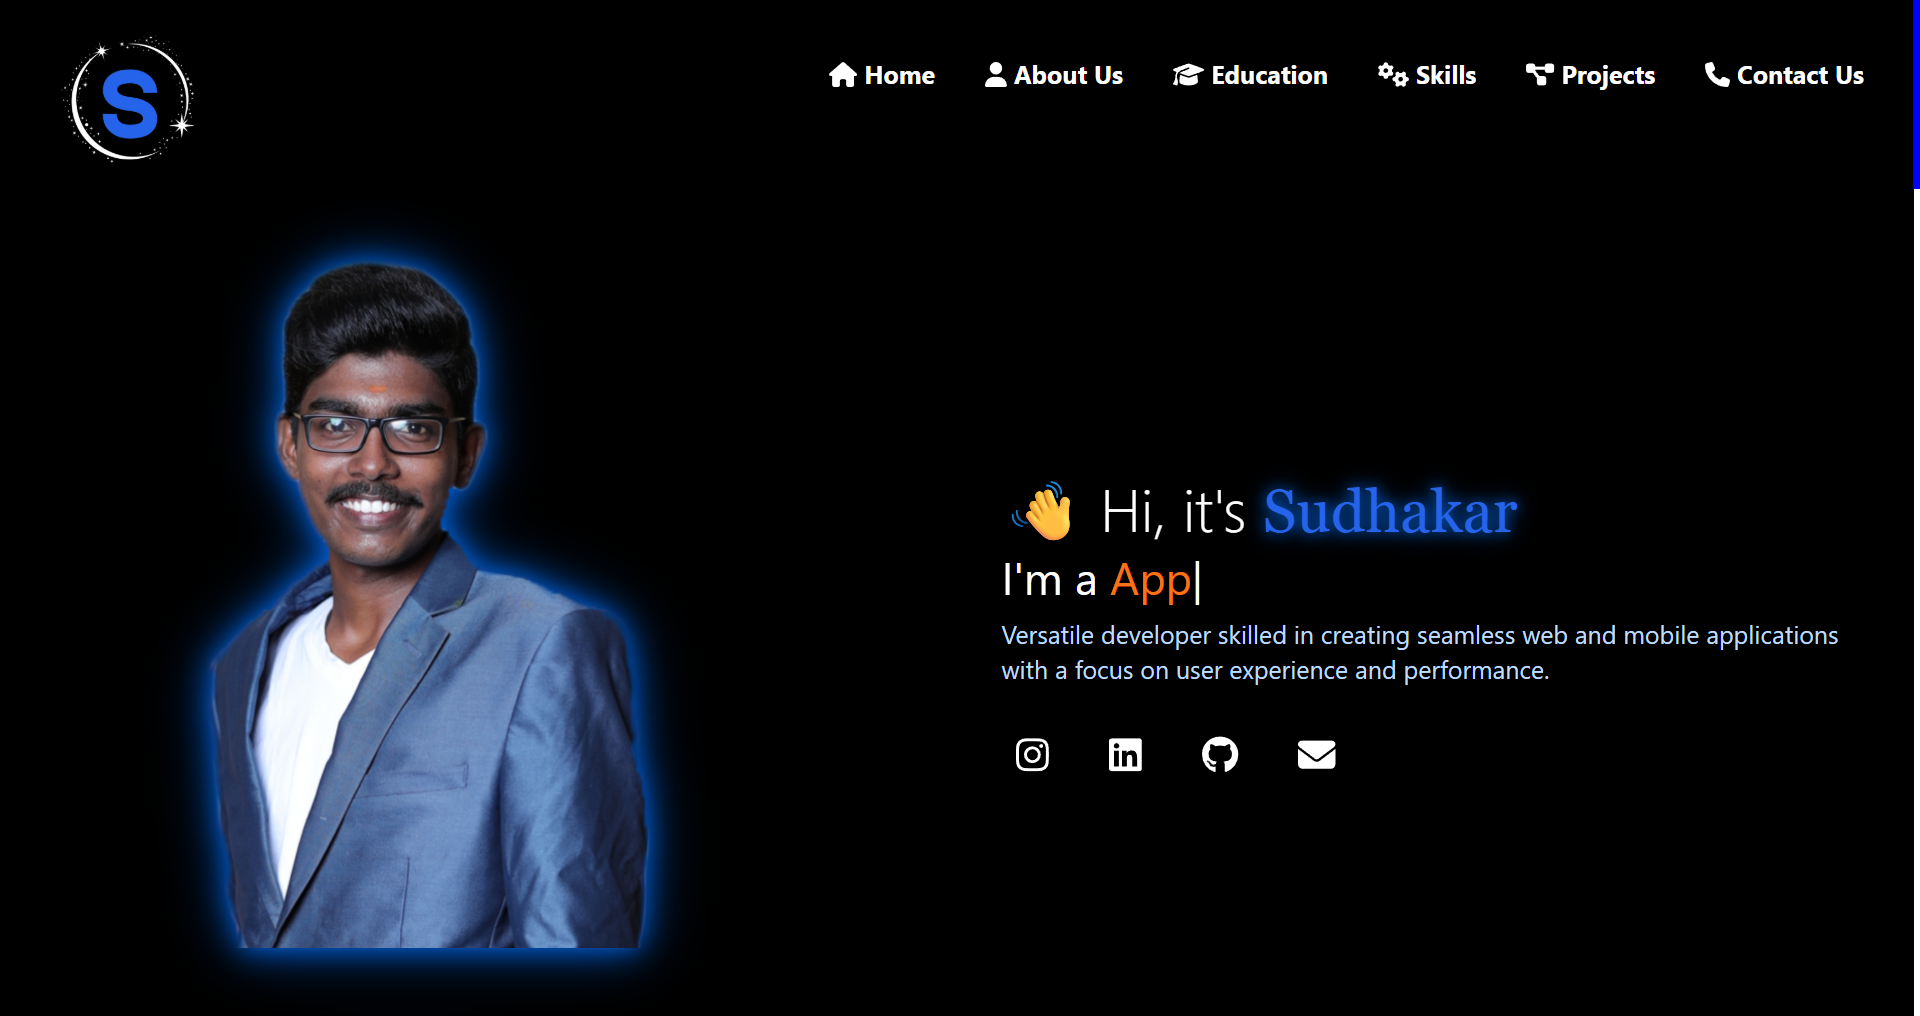 S
Home About Us Education Skills Projects Contact Us
Hi, it's Sudhakar
I'm a App|
Versatile developer skilled in creating seamless web and mobile applications
with a focus on user experience and performance.
in